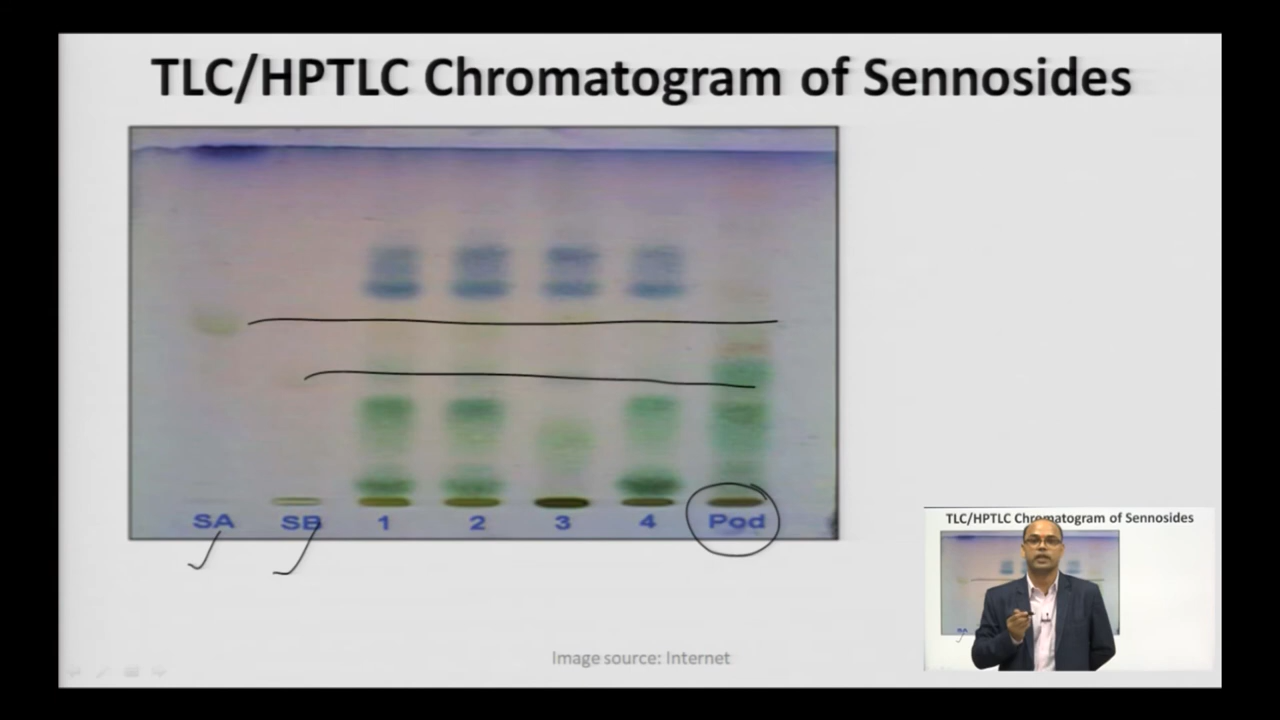 TLC/HPTLC Chromatogram of Sennosides
SA SB 1 2 3 4 Pod
Image source: Internet
TLC/HPTLC Chromatogram of Sennosides